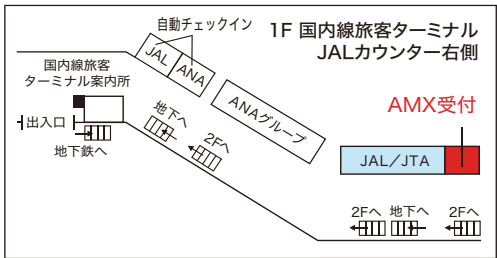 自動チェックイン
1F 国内線旅客ターミナル
JALカウンター右側
JAL
ANA
国内線旅客
ターミナル案内所
ANAグループ
AMX受付
出入口
地下へ
2Fへ
地下鉄へ
JAL／JTA
2Fへ
地下へ
2Fへ